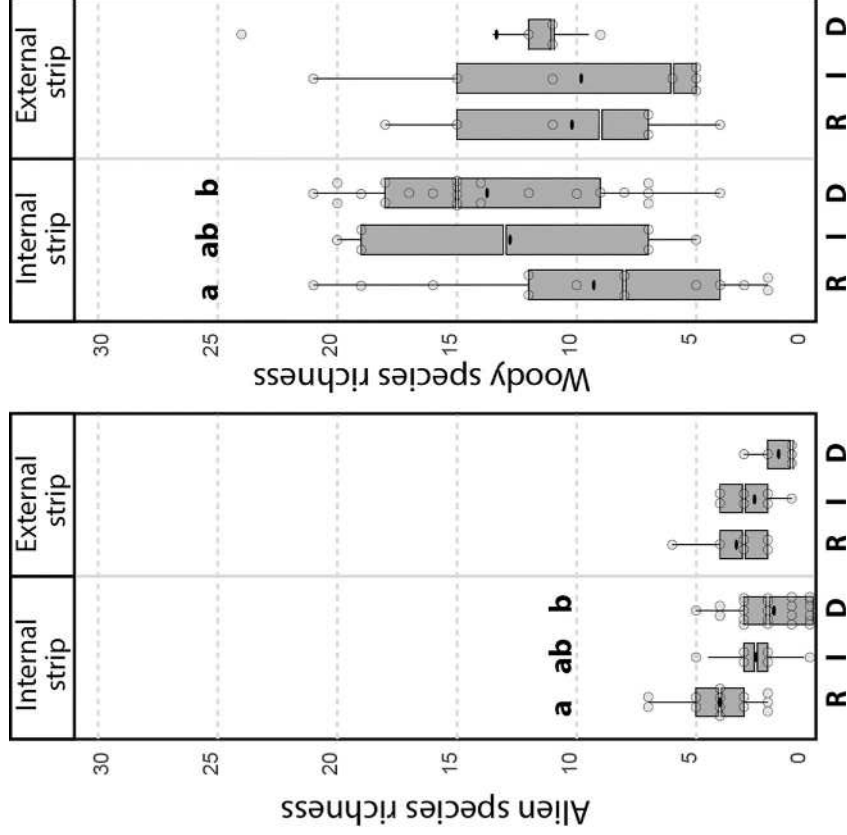 Internal strip
External strip
a ab b
30
25
20
15
10
5
0
Woody species richness
R I D R I D
Internal strip
External strip
a ab b
30
25
20
15
10
5
0
Alien species richness
R I D R I D